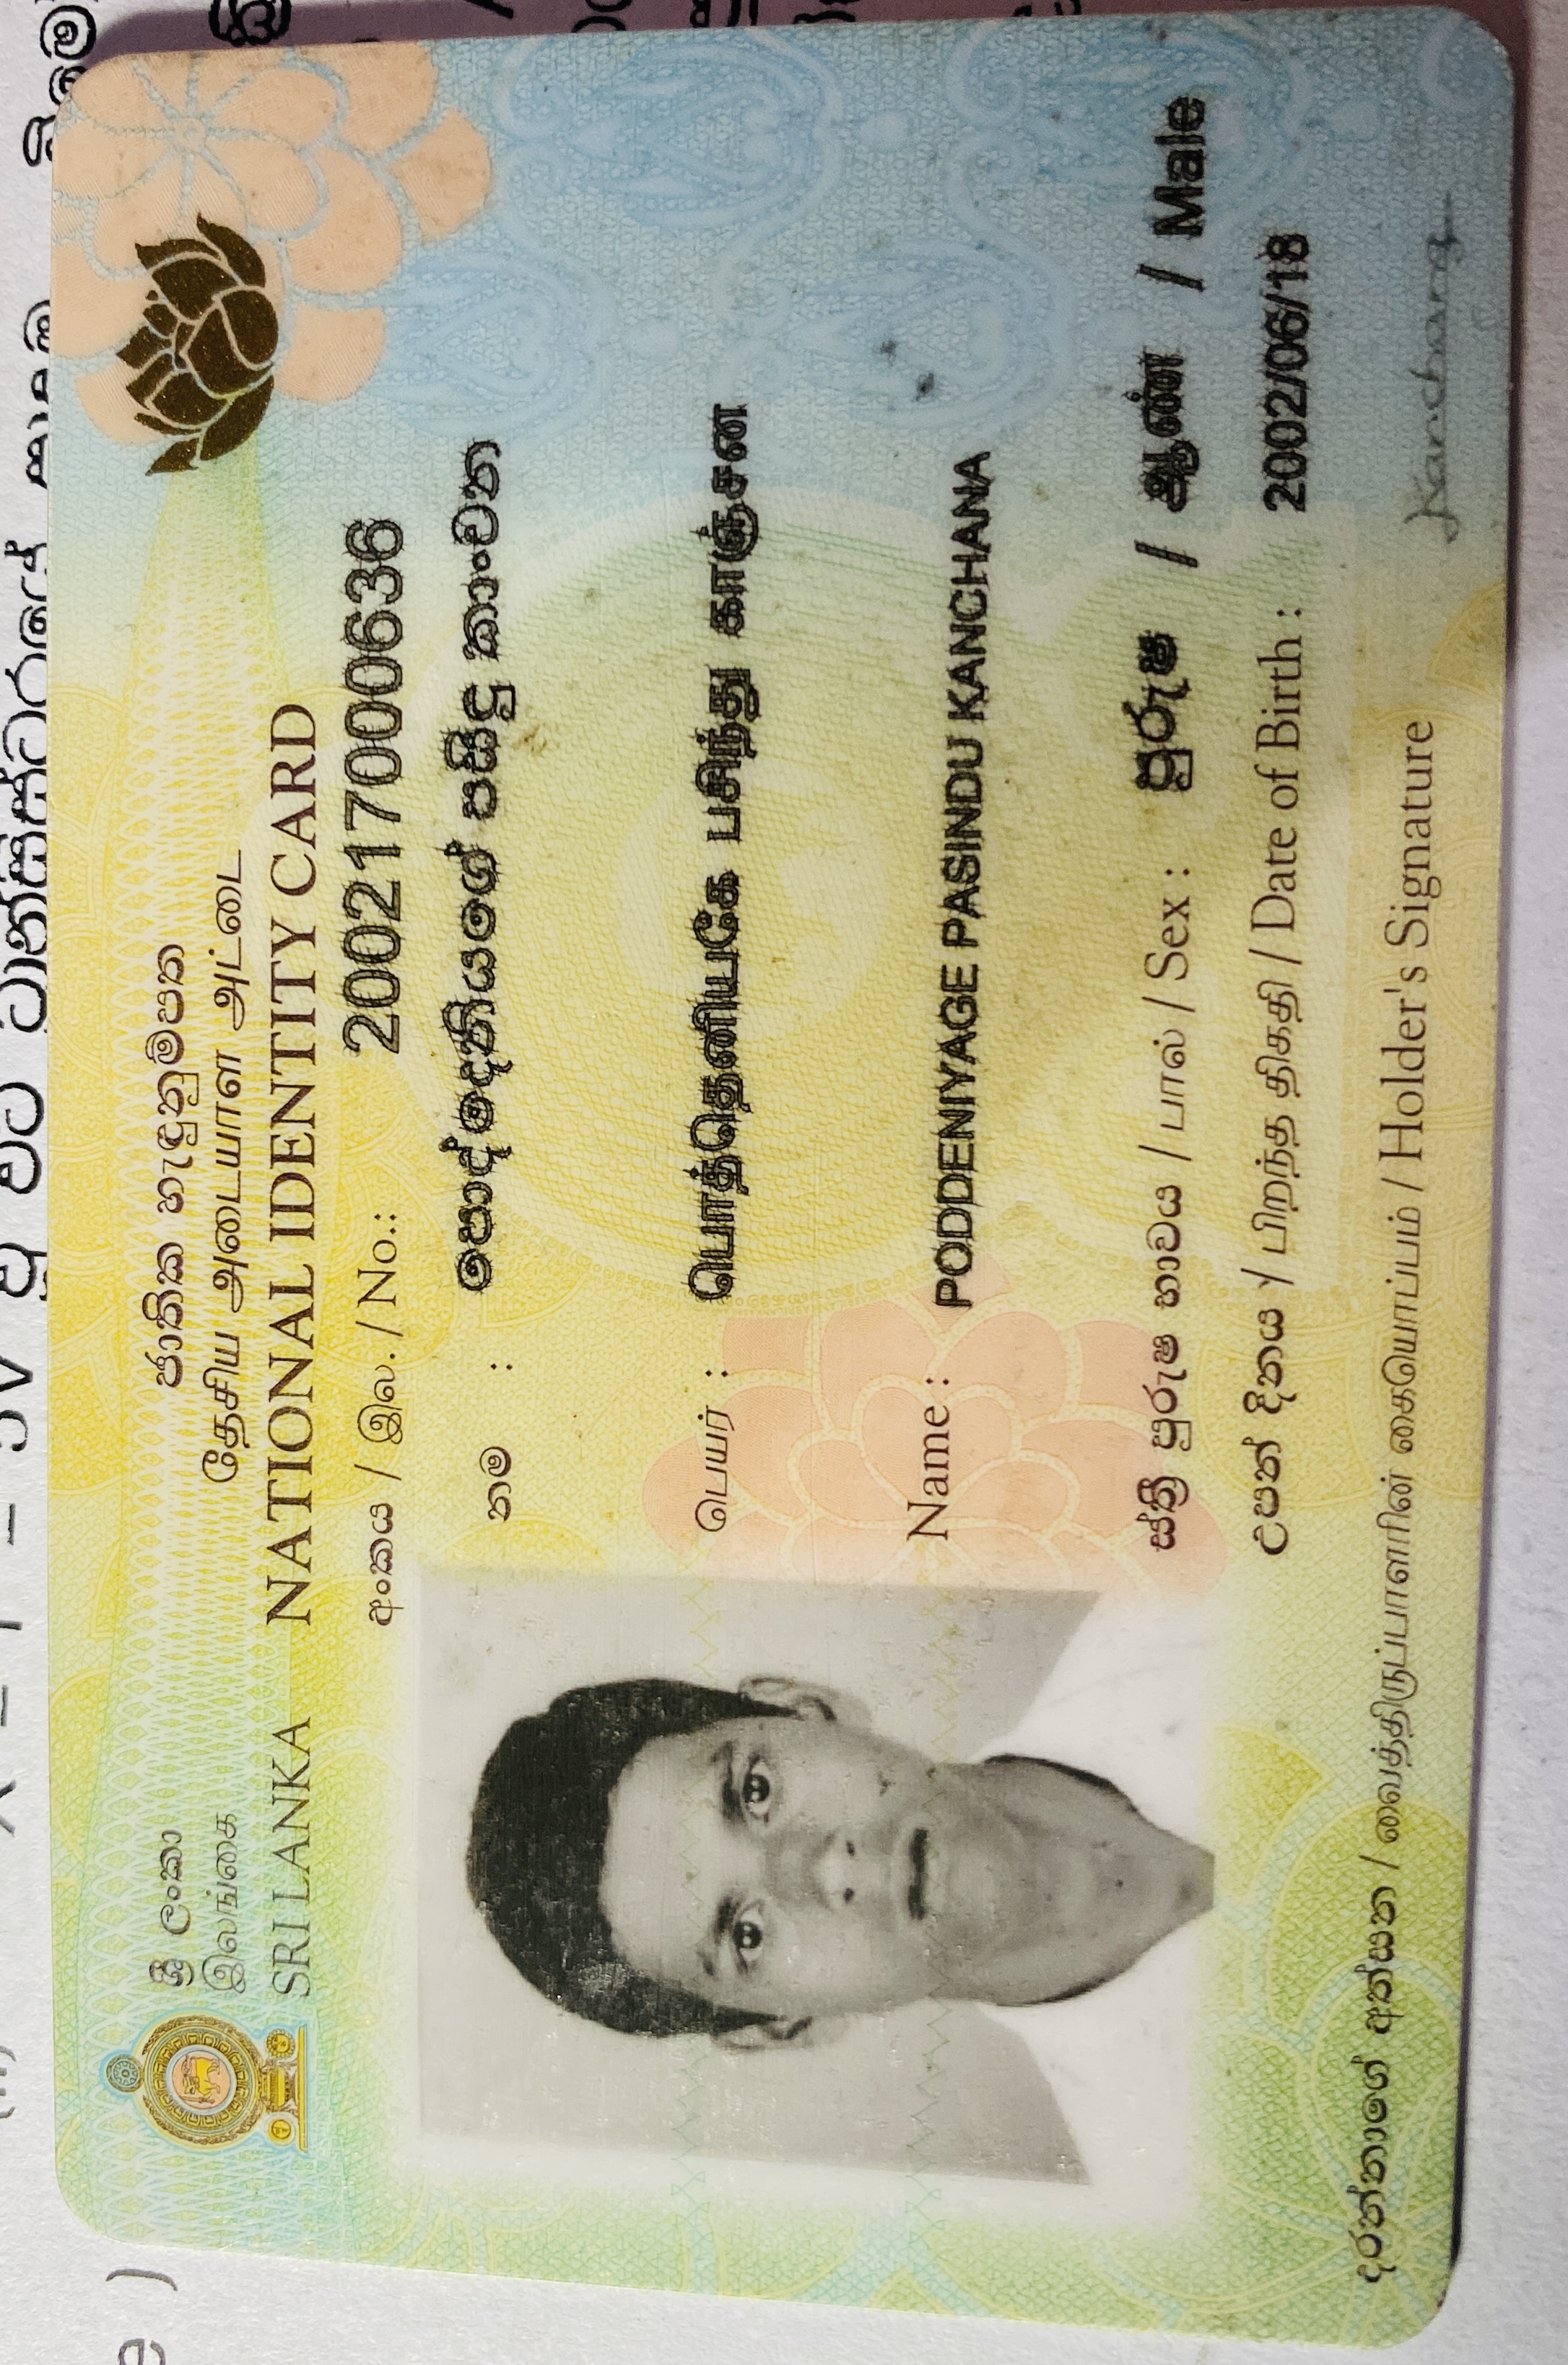 ශ්‍රී ලංකා ජාතික හැඳුනුම්පත
இலங்கை தேசிய அடையாள அட்டை
SRI LANKA NATIONAL IDENTITY CARD
අංකය / இல. / No.: 200217000636
නම : පොද්දෙනියගේ පසිඳු කාංචන
பெயர் : பொத்தெனியகே பசிந்து காஞ்சன
Name : PODDENIYAGE PASINDU KANCHANA
ස්ත්‍රී පුරුෂ භාවය / பால் / Sex : පුරුෂ / ஆண் / Male
උපන් දිනය / பிறந்த திகதி / Date of Birth : 2002/06/18
දරන්නාගේ අත්සන / வைத்திருப்பாளரின் கையொப்பம் / Holder's Signature Kanchana